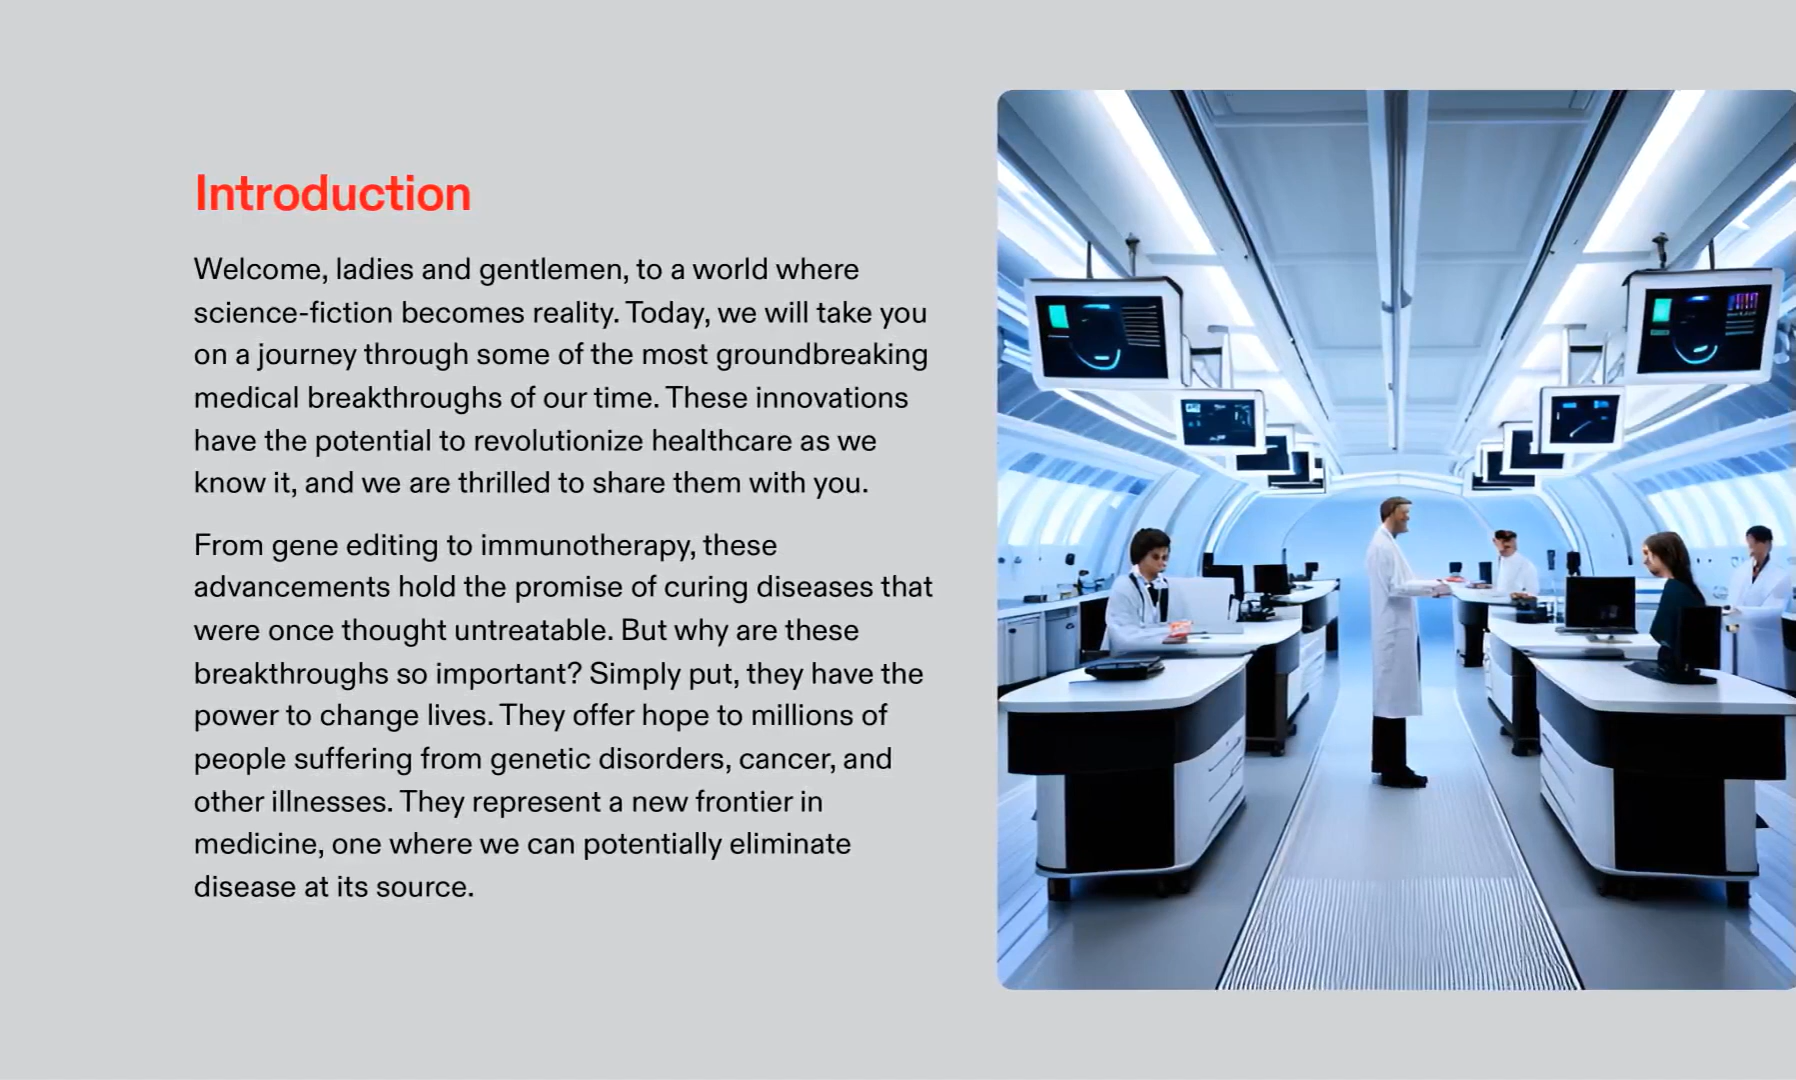 Introduction
Welcome, ladies and gentlemen, to a world where
science-fiction becomes reality. Today, we will take you
on a journey through some of the most groundbreaking
medical breakthroughs of our time. These innovations
have the potential to revolutionize healthcare as we
know it, and we are thrilled to share them with you.
From gene editing to immunotherapy, these
advancements hold the promise of curing diseases that
were once thought untreatable. But why are these
breakthroughs so important? Simply put, they have the
power to change lives. They offer hope to millions of
people suffering from genetic disorders, cancer, and
other illnesses. They represent a new frontier in
medicine, one where we can potentially eliminate
disease at its source.